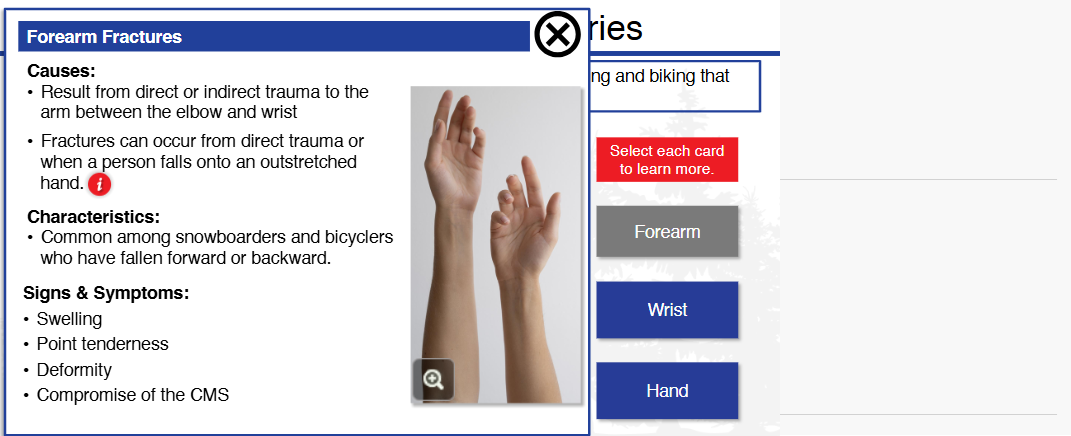 Forearm Fractures
ries
Causes:
• Result from direct or indirect trauma to the
arm between the elbow and wrist
• Fractures can occur from direct trauma or
when a person falls onto an outstretched
hand. i
Characteristics:
• Common among snowboarders and bicyclers
who have fallen forward or backward.
Signs & Symptoms:
• Swelling
• Point tenderness
• Deformity
• Compromise of the CMS
ng and biking that
Select each card
to learn more.
Forearm
Wrist
Hand